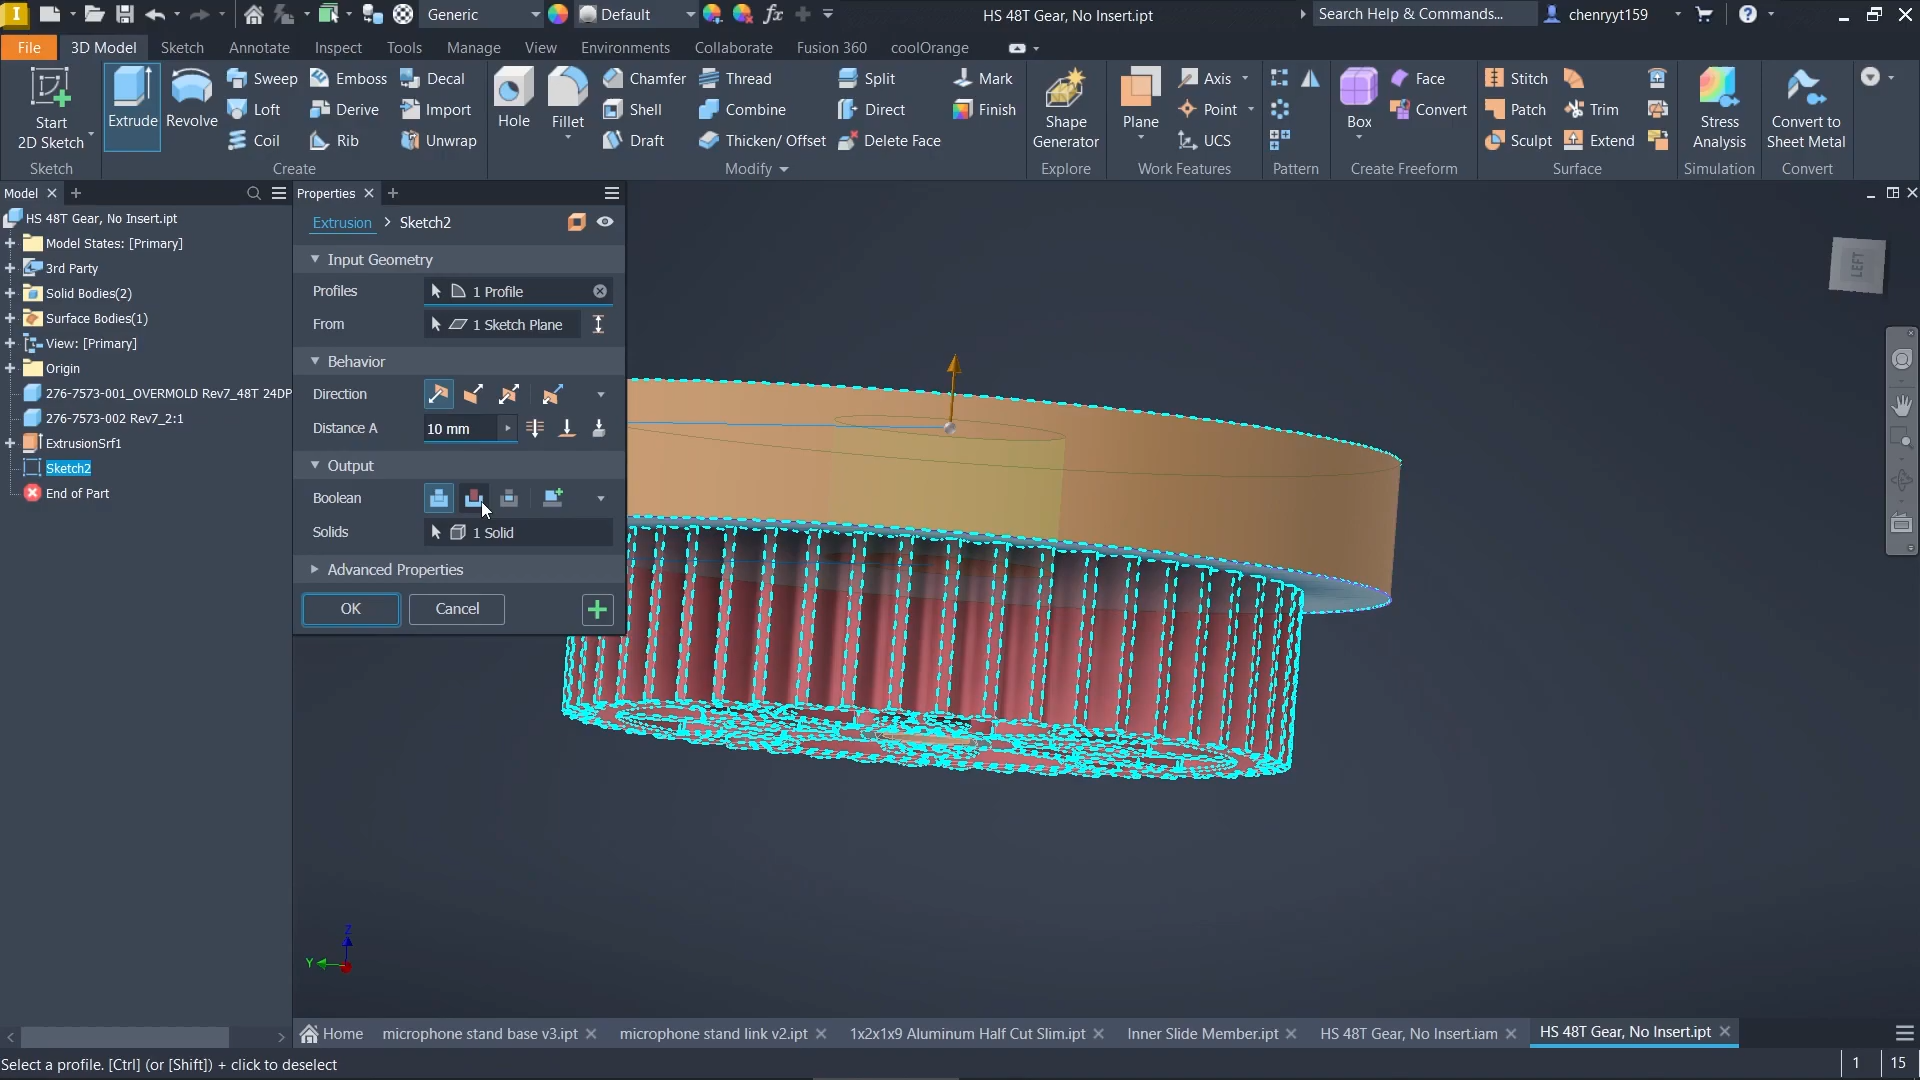 Generic
Default
fx
HS 48T Gear, No Insert.ipt
Search Help & Commands...
chenryyt159
?
File
3D Model
Sketch
Annotate
Inspect
Tools
Manage
View
Environments
Collaborate
Fusion 360
coolOrange
Start
2D Sketch
Extrude
Revolve
Sweep
Emboss
Decal
Loft
Derive
Import
Coil
Rib
Unwrap
Hole
Fillet
Chamfer
Thread
Split
Mark
Shell
Combine
Direct
Finish
Draft
Thicken/ Offset
Delete Face
Shape
Generator
Plane
Axis
Point
UCS
Box
Face
Convert
Stitch
Patch
Trim
Sculpt
Extend
Stress
Analysis
Convert to
Sheet Metal
Sketch
Create
Modify
Explore
Work Features
Pattern
Create Freeform
Surface
Simulation
Convert
Model
Properties
HS 48T Gear, No Insert.ipt
Model States: [Primary]
3rd Party
Solid Bodies(2)
Surface Bodies(1)
View: [Primary]
Origin
276-7573-001_OVERMOLD Rev7_48T 24DP
276-7573-002 Rev7_2:1
ExtrusionSrf1
Sketch2
End of Part
Extrusion > Sketch2
Input Geometry
Profiles 1 Profile
From 1 Sketch Plane
Behavior
Direction
Distance A 10 mm
Output
Boolean
Solids 1 Solid
Advanced Properties
OK Cancel
LEFT
Z
Y
Home
microphone stand base v3.ipt
microphone stand link v2.ipt
1x2x1x9 Aluminum Half Cut Slim.ipt
Inner Slide Member.ipt
HS 48T Gear, No Insert.iam
HS 48T Gear, No Insert.ipt
Select a profile. [Ctrl] (or [Shift]) + click to deselect
1 15